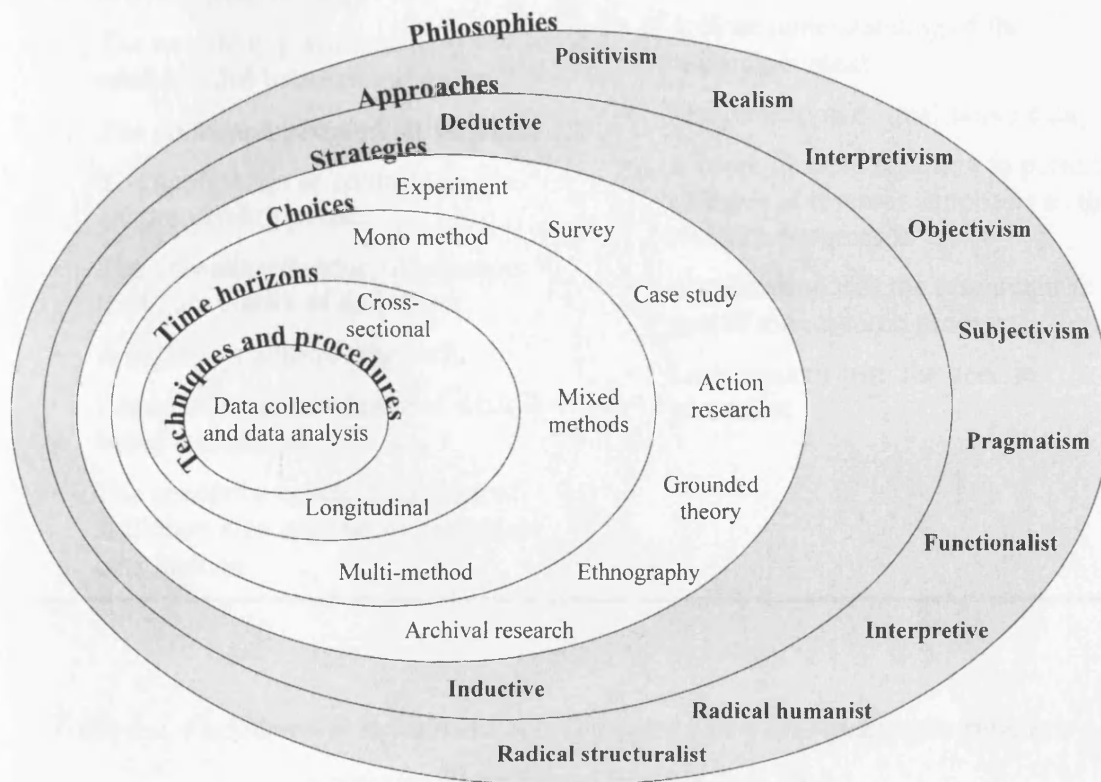 Philosophies
Positivism
Approaches
Realism
Deductive
Strategies
Interpretivism
Experiment
Choices
Survey
Objectivism
Mono method
Time horizons
Cross-
sectional
Case study
Subjectivism
Techniques and procedures
Data collection
and data analysis
Mixed
methods
Action
research
Pragmatism
Grounded
theory
Longitudinal
Functionalist
Multi-method
Ethnography
Interpretive
Archival research
Inductive
Radical humanist
Radical structuralist